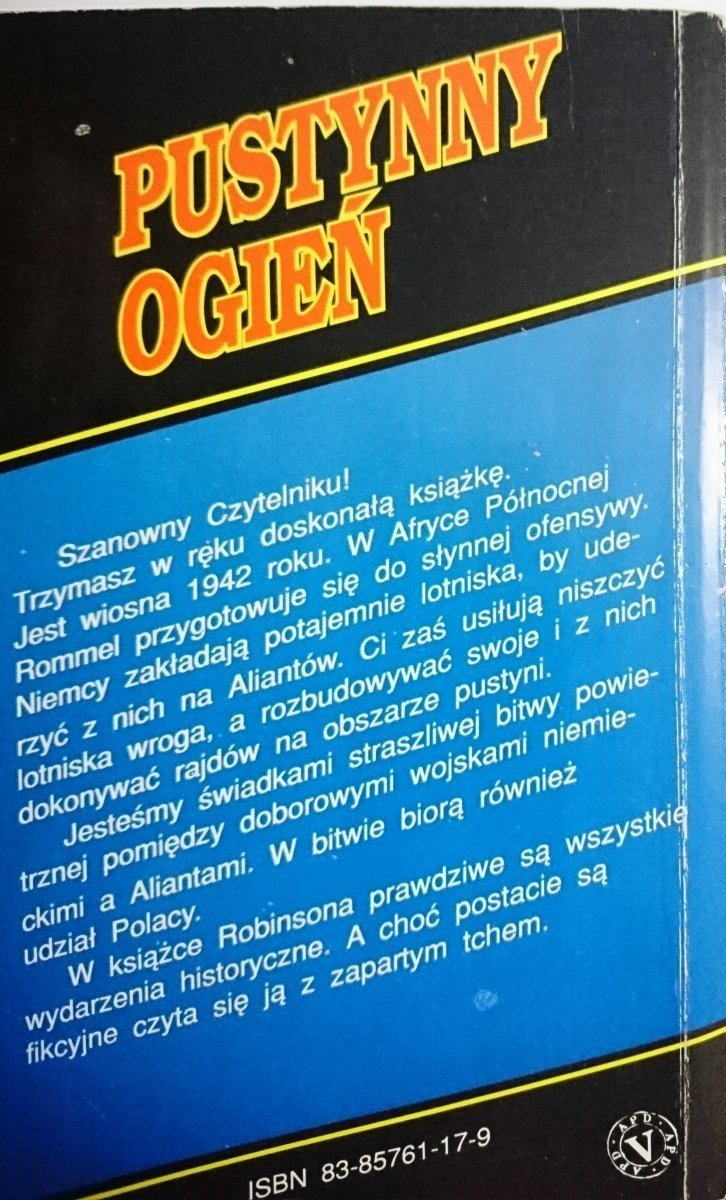 PUSTYNNY
OGIEŃ
Szanowny Czytelniku!
Trzymasz w ręku doskonałą książkę.
Jest wiosna 1942 roku. W Afryce Północnej
Rommel przygotowuje się do słynnej ofensywy.
Niemcy zakładają potajemnie lotniska, by ude-
rzyć z nich na Aliantów. Ci zaś usiłują niszczyć
lotniska wroga, a rozbudowywać swoje i z nich
dokonywać rajdów na obszarze pustyni.
Jesteśmy świadkami straszliwej bitwy powie-
trznej pomiędzy doborowymi wojskami niemie-
ckimi a Aliantami. W bitwie biorą również
udział Polacy.
W książce Robinsona prawdziwe są wszystkie
wydarzenia historyczne. A choć postacie są
fikcyjne czyta się ją z zapartym tchem.
ISBN 83-85761-17-9
APD · APD · APD
V